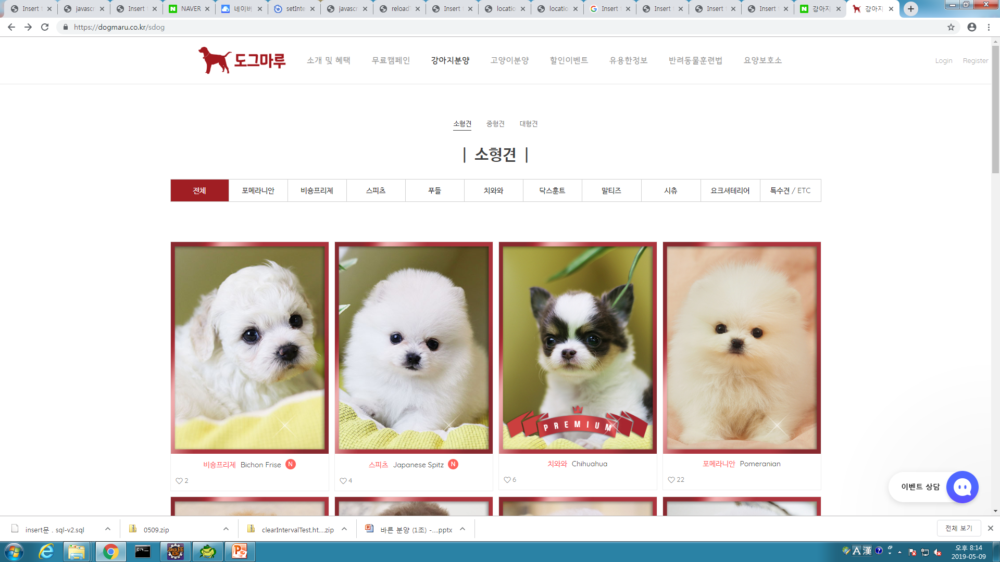 Insert
javascr
Insert
NAVER
네이버
setInte
javascr
reload
Insert
locatio
locatio
Insert
Insert
Insert
Insert
강아지
강아지
https://dogmaru.co.kr/sdog
도그마루
소개 및 혜택
무료캠페인
강아지분양
고양이분양
할인이벤트
유용한정보
반려동물훈련법
요양보호소
Login
Register
소형견
중형견
대형견
| 소형견 |
전체
포메라니안
비숑프리제
스피츠
푸들
치와와
닥스훈트
말티즈
시츄
요크셔테리어
특수견 / ETC
PREMIUM
비숑프리제 Bichon Frise N
스피츠 Japanese Spitz N
치와와 Chihuahua
포메라니안 Pomeranian
2
4
6
22
이벤트 상담
insert문 . sql-v2.sql
0509.zip
clearIntervalTest.ht....zip
바른 분양 (1조) -....pptx
전체 보기
C:\
Java EE
IDE
A 漢
오후 8:14
2019-05-09